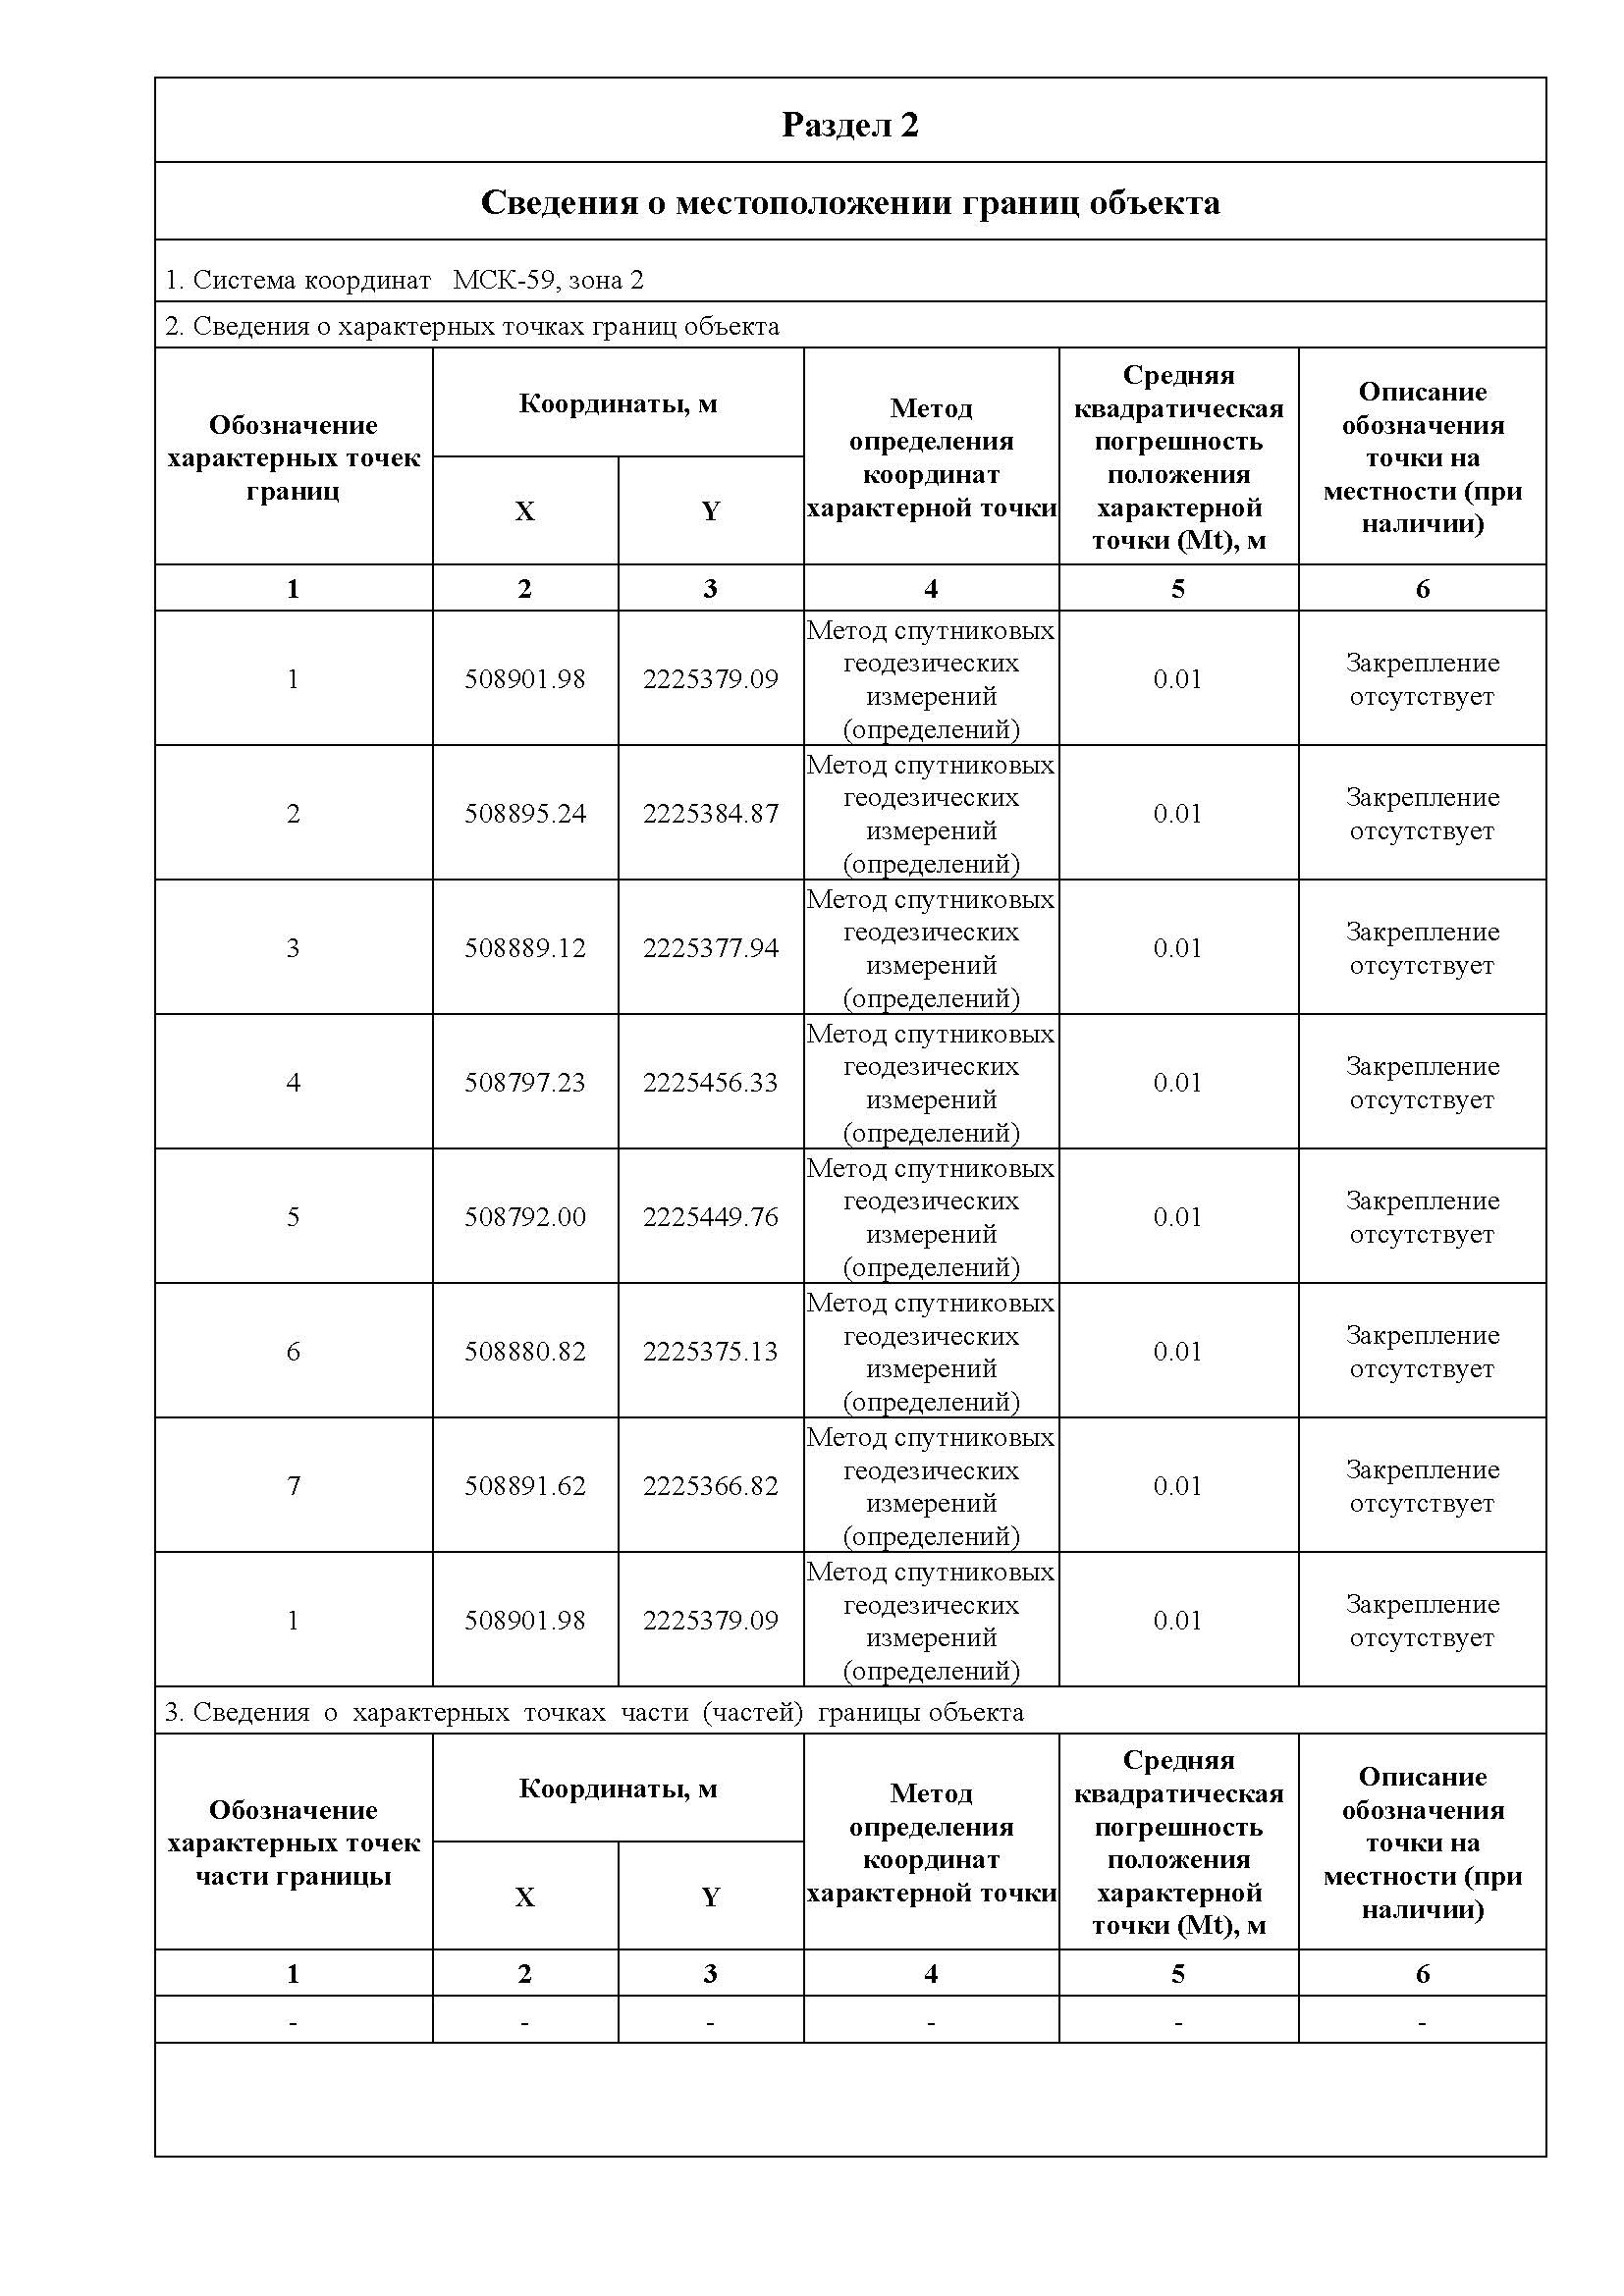 Раздел 2
Сведения о местоположении границ объекта
1. Система координат МСК-59, зона 2
2. Сведения о характерных точках границ объекта
Обозначение
характерных точек
границ
Координаты, м
X
Y
Метод
определения
координат
характерной точки
Средняя
квадратическая
погрешность
положения
характерной
точки (Mt), м
Описание
обозначения
точки на
местности (при
наличии)
1 2 3 4 5 6
1 508901.98 2225379.09 Метод спутниковых
геодезических
измерений
(определений)
0.01 Закрепление
отсутствует
2 508895.24 2225384.87 Метод спутниковых
геодезических
измерений
(определений)
0.01 Закрепление
отсутствует
3 508889.12 2225377.94 Метод спутниковых
геодезических
измерений
(определений)
0.01 Закрепление
отсутствует
4 508797.23 2225456.33 Метод спутниковых
геодезических
измерений
(определений)
0.01 Закрепление
отсутствует
5 508792.00 2225449.76 Метод спутниковых
геодезических
измерений
(определений)
0.01 Закрепление
отсутствует
6 508880.82 2225375.13 Метод спутниковых
геодезических
измерений
(определений)
0.01 Закрепление
отсутствует
7 508891.62 2225366.82 Метод спутниковых
геодезических
измерений
(определений)
0.01 Закрепление
отсутствует
1 508901.98 2225379.09 Метод спутниковых
геодезических
измерений
(определений)
0.01 Закрепление
отсутствует
3. Сведения о характерных точках части (частей) границы объекта
Обозначение
характерных точек
части границы
Координаты, м
X
Y
Метод
определения
координат
характерной точки
Средняя
квадратическая
погрешность
положения
характерной
точки (Mt), м
Описание
обозначения
точки на
местности (при
наличии)
1 2 3 4 5 6
- - - - - -